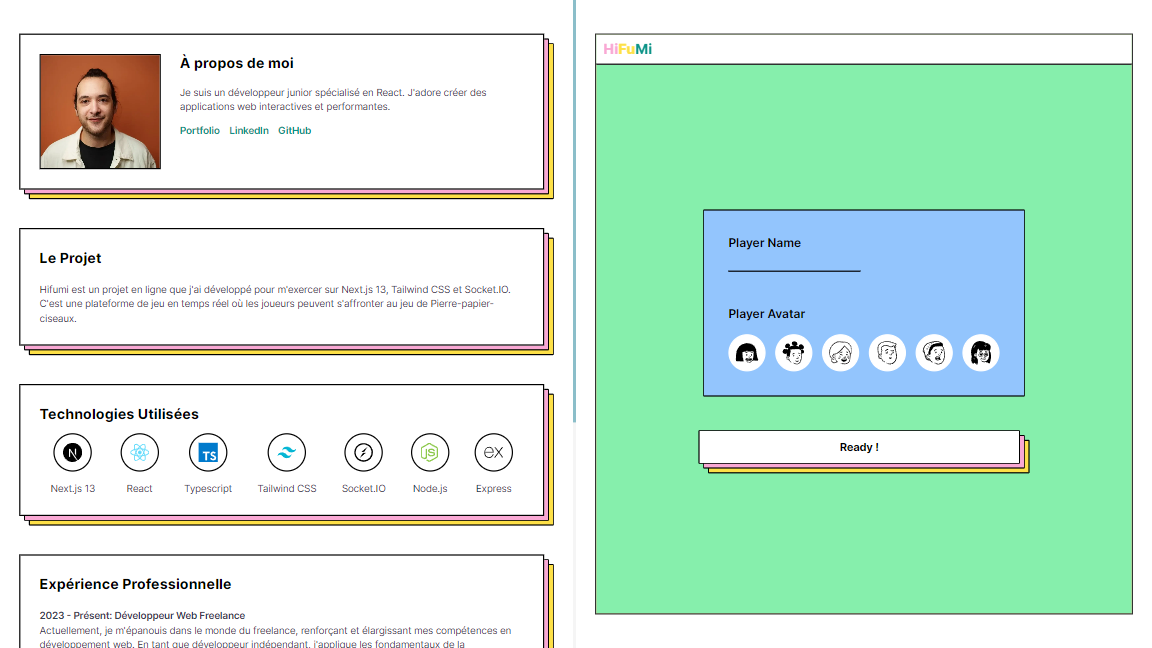 À propos de moi
Je suis un développeur junior spécialisé en React. J'adore créer des
applications web interactives et performantes.
Portfolio LinkedIn GitHub
Le Projet
Hifumi est un projet en ligne que j'ai développé pour m'exercer sur Next.js 13, Tailwind CSS et Socket.IO.
C'est une plateforme de jeu en temps réel où les joueurs peuvent s'affronter au jeu de Pierre-papier-
ciseaux.
Technologies Utilisées
N
TS
JS
ex
Next.js 13 React Typescript Tailwind CSS Socket.IO Node.js Express
Expérience Professionnelle
2023 - Présent: Développeur Web Freelance
Actuellement, je m'épanouis dans le monde du freelance, renforçant et élargissant mes compétences en
développement web. En tant que développeur indépendant, j'applique les fondamentaux de la
HiFuMi
Player Name
Player Avatar
Ready !